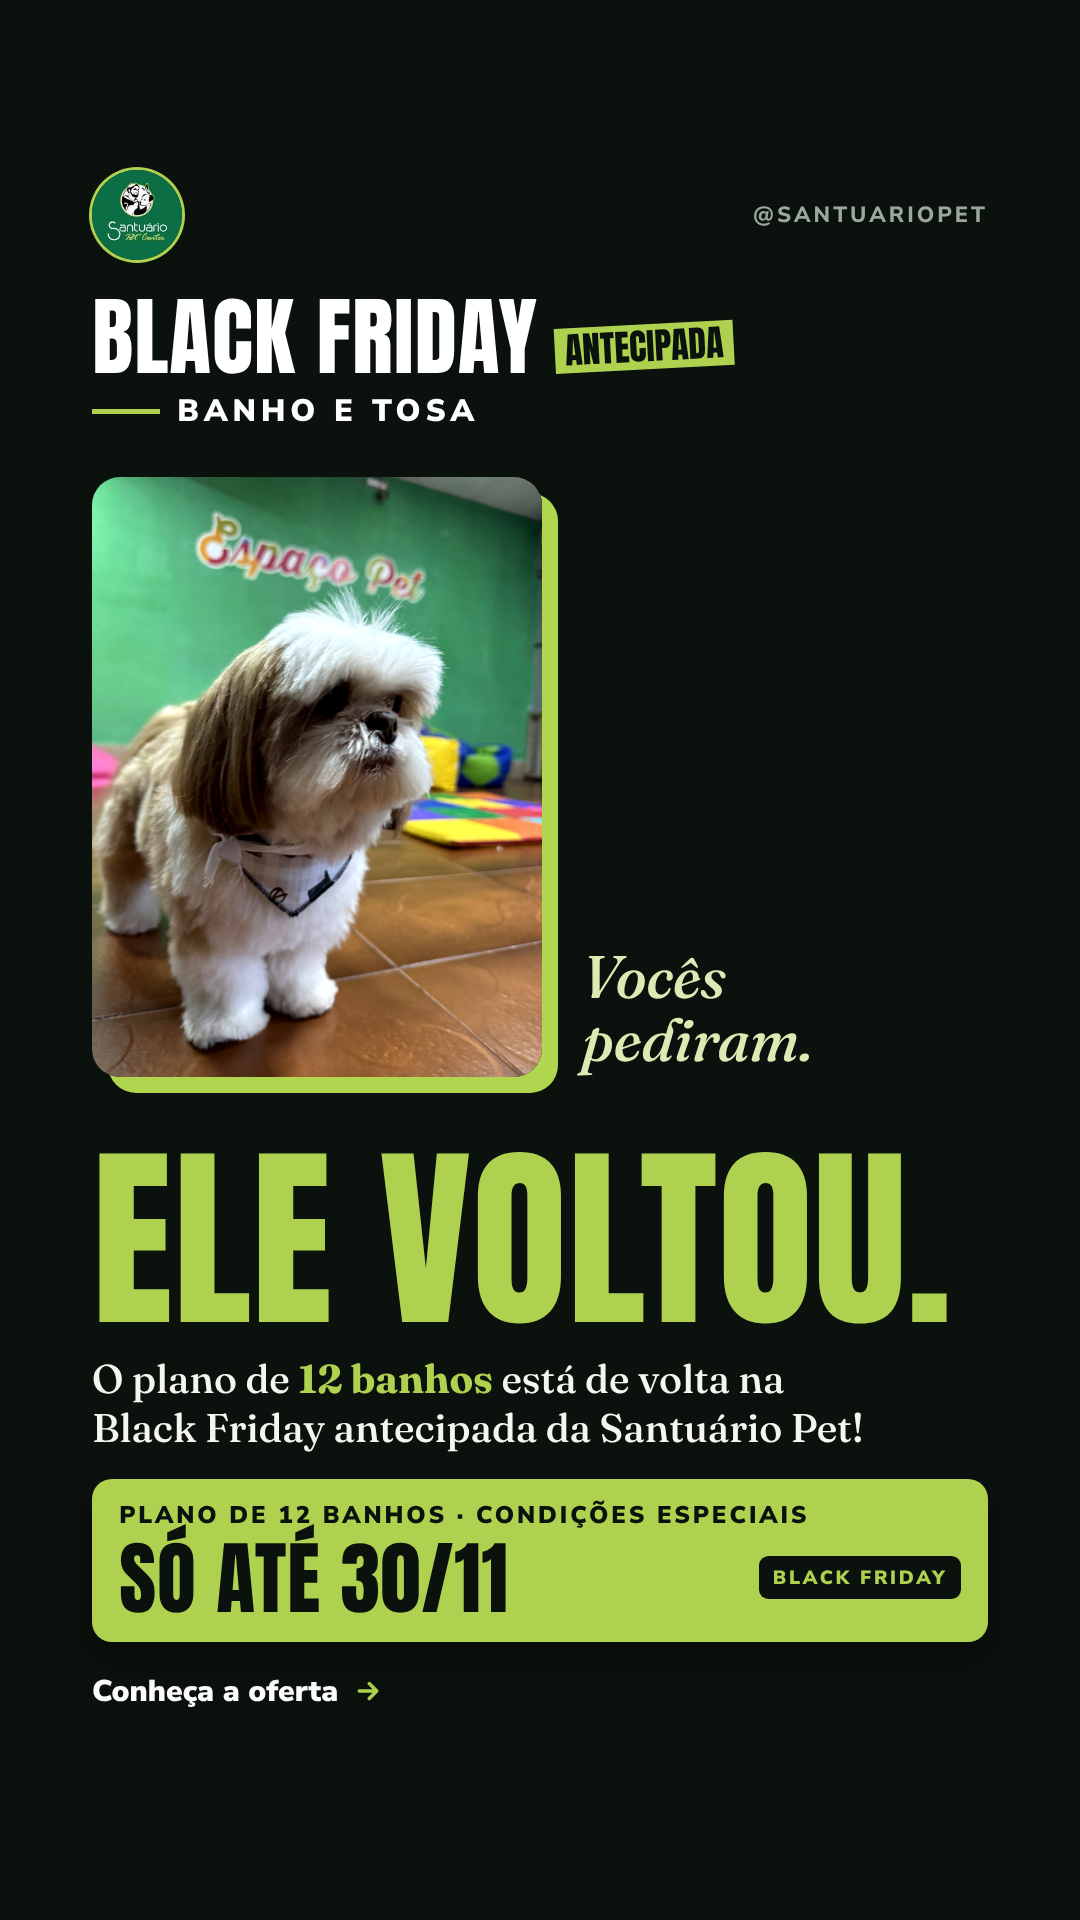 Santuário
Pet Center
@SANTUARIOPET
BLACK FRIDAY
ANTECIPADA
BANHO E TOSA
Espaço Pet
Vocês
pediram.
ELE VOLTOU.
O plano de 12 banhos está de volta na
Black Friday antecipada da Santuário Pet!
PLANO DE 12 BANHOS · CONDIÇÕES ESPECIAIS
SÓ ATÉ 30/11
BLACK FRIDAY
Conheça a oferta →